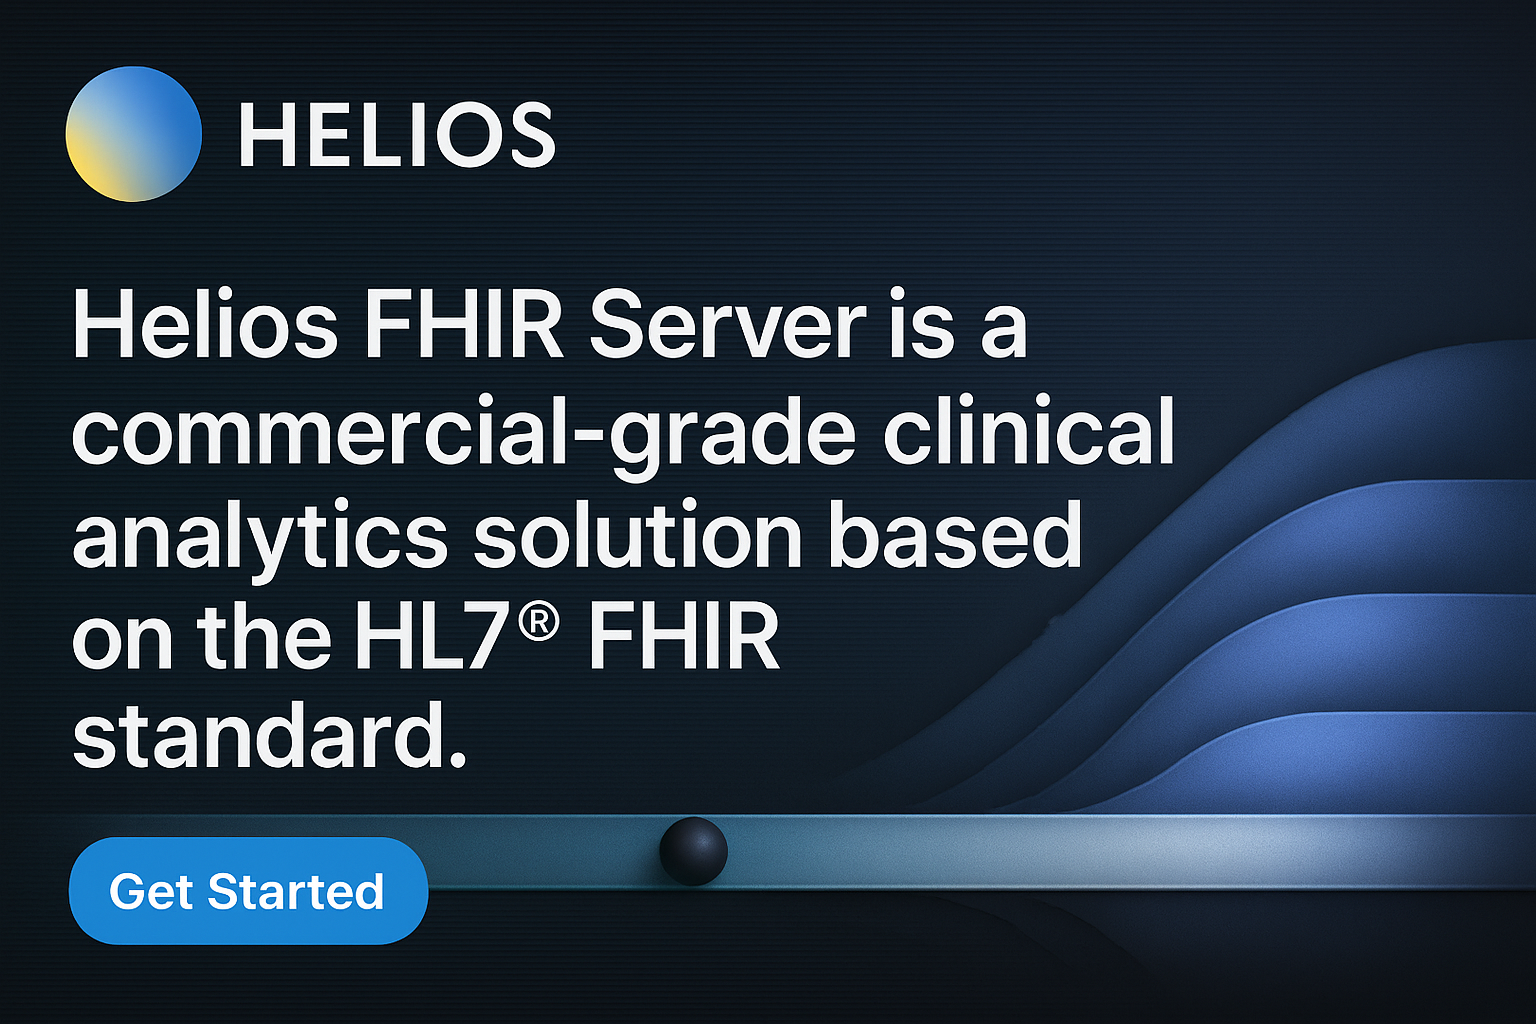 HELIOS
Helios FHIR Server is a
commercial-grade clinical
analytics solution based
on the HL7® FHIR
standard.
Get Started